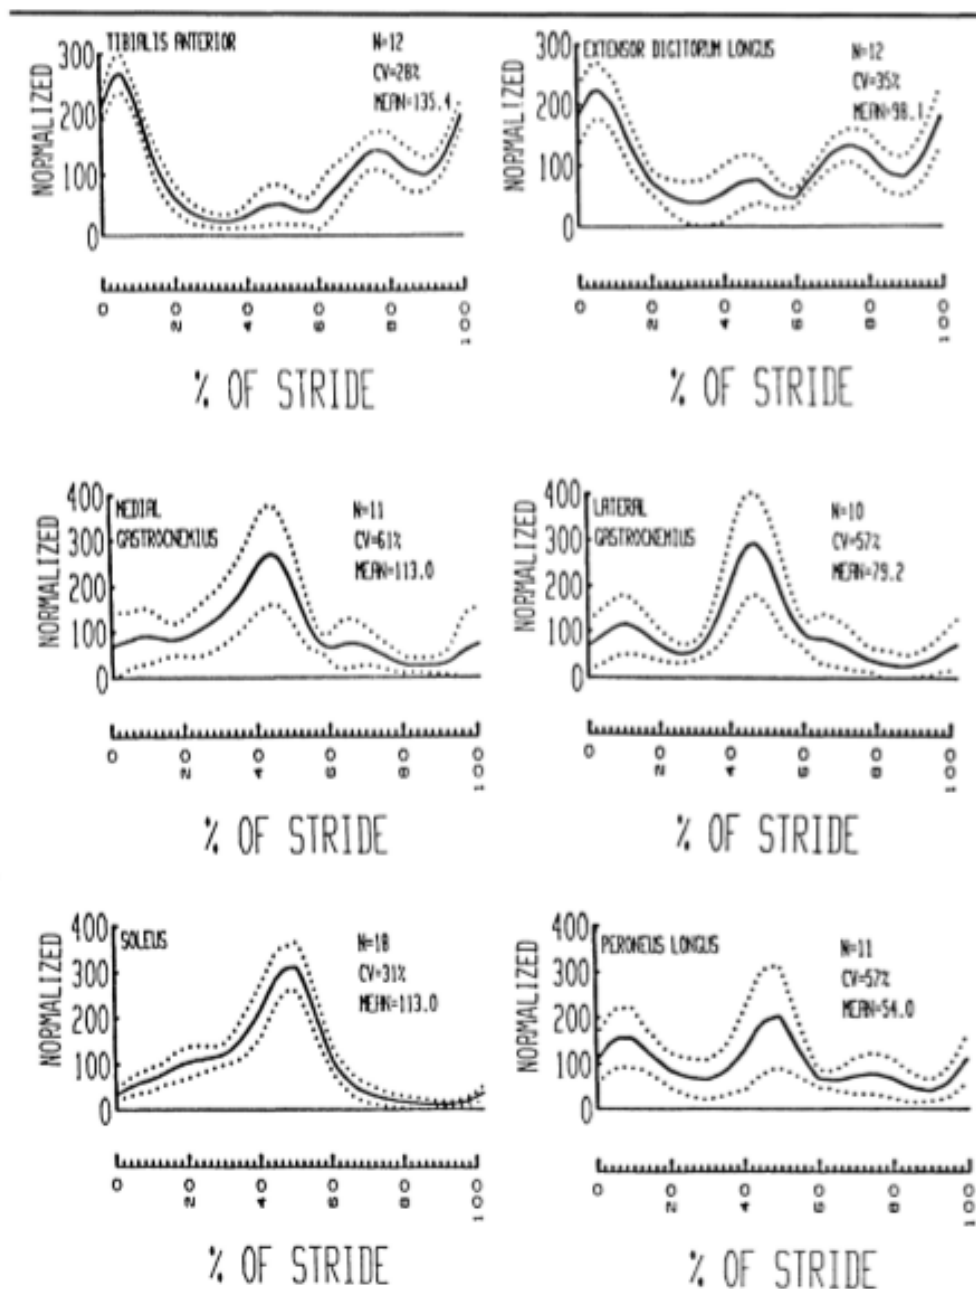 TIBIALIS ANTERIOR
N=12
CV=28%
MEAN=135.4
NORMALIZED
300
200
100
0
0 20 40 60 80 100
% OF STRIDE
EXTENSOR DIGITORUM LONGUS
N=12
CV=35%
MEAN=98.1
NORMALIZED
300
200
100
0
0 20 40 60 80 100
% OF STRIDE
MEDIAL
GASTROCNEMIUS
N=11
CV=61%
MEAN=113.0
NORMALIZED
400
300
200
100
0
0 20 40 60 80 100
% OF STRIDE
LATERAL
GASTROCNEMIUS
N=10
CV=57%
MEAN=79.2
NORMALIZED
400
300
200
100
0
0 20 40 60 80 100
% OF STRIDE
SOLEUS
N=18
CV=31%
MEAN=113.0
NORMALIZED
400
300
200
100
0
0 20 40 60 80 100
% OF STRIDE
PERONEUS LONGUS
N=11
CV=57%
MEAN=54.0
NORMALIZED
400
300
200
100
0
0 20 40 60 80 100
% OF STRIDE